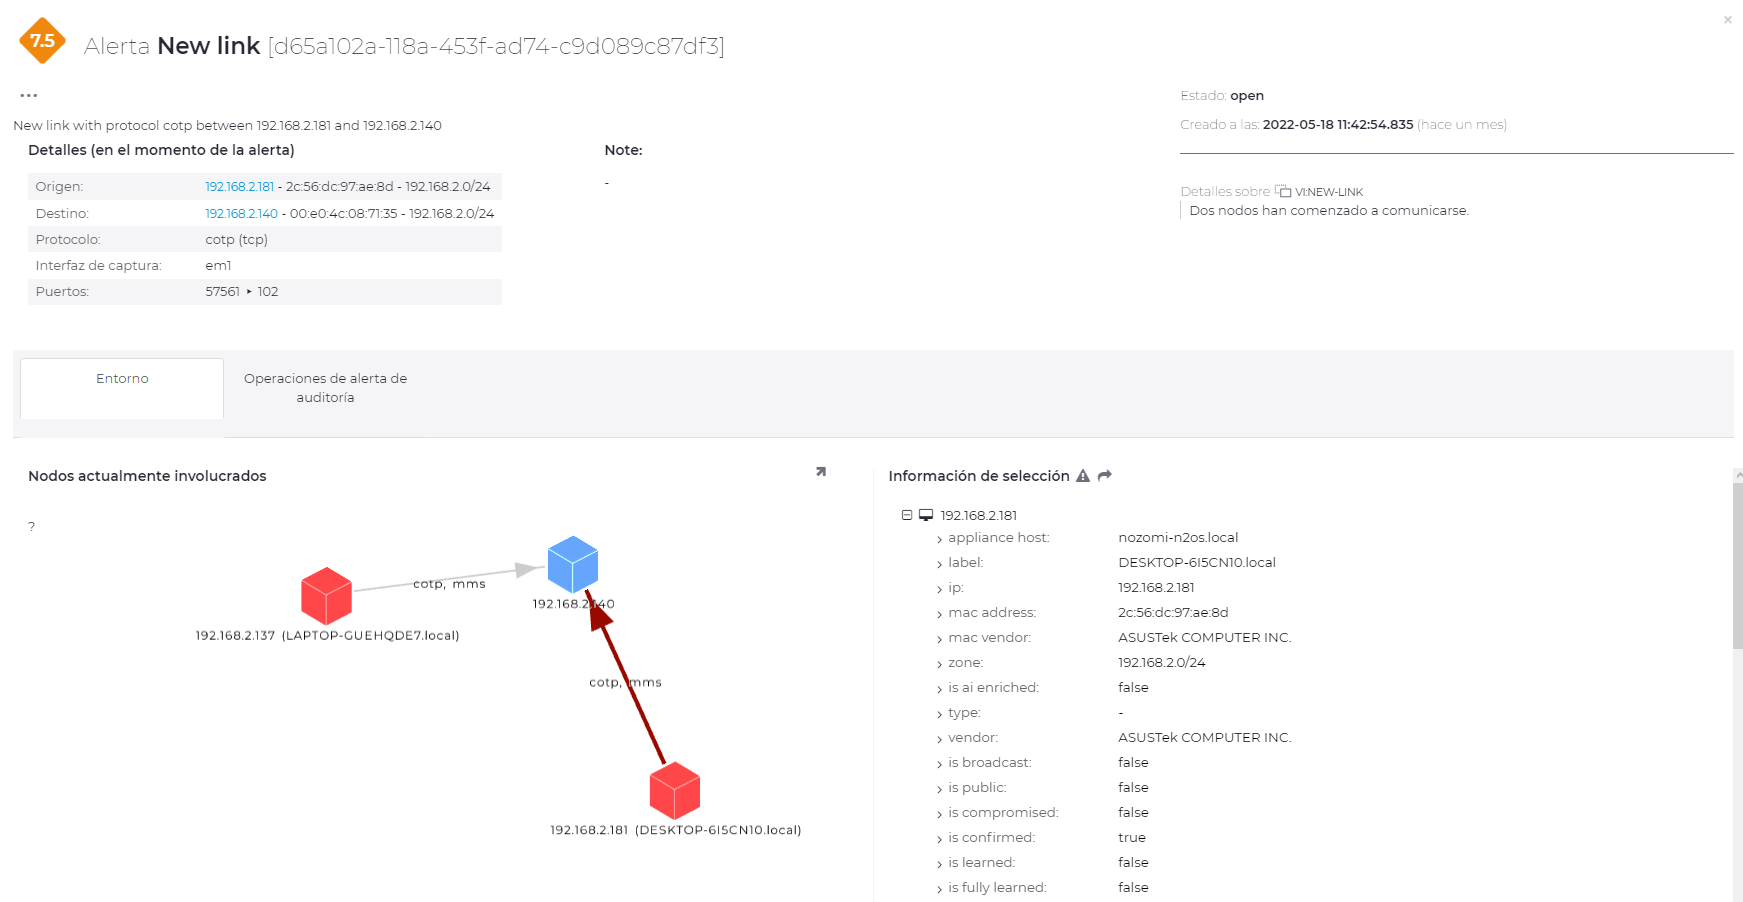 ×
7.5
Alerta New link [d65a102a-118a-453f-ad74-c9d089c87df3]
...
Estado: open
New link with protocol cotp between 192.168.2.181 and 192.168.2.140
Creado a las: 2022-05-18 11:42:54.835 (hace un mes)
Detalles (en el momento de la alerta)
Origen: 192.168.2.181 - 2c:56:dc:97:ae:8d - 192.168.2.0/24
Destino: 192.168.2.140 - 00:e0:4c:08:71:35 - 192.168.2.0/24
Protocolo: cotp (tcp)
Interfaz de captura: em1
Puertos: 57561 ▸ 102
Note:
-
Detalles sobre VI:NEW-LINK
Dos nodos han comenzado a comunicarse.
Entorno
Operaciones de alerta de
auditoría
Nodos actualmente involucrados
?
cotp, mms
192.168.2.140
192.168.2.137 (LAPTOP-GUEHQDE7.local)
cotp, mms
192.168.2.181 (DESKTOP-6I5CN10.local)
Información de selección
192.168.2.181
appliance host: nozomi-n2os.local
label: DESKTOP-6I5CN10.local
ip: 192.168.2.181
mac address: 2c:56:dc:97:ae:8d
mac vendor: ASUSTek COMPUTER INC.
zone: 192.168.2.0/24
is ai enriched: false
type: -
vendor: ASUSTek COMPUTER INC.
is broadcast: false
is public: false
is compromised: false
is confirmed: true
is learned: false
is fully learned: false